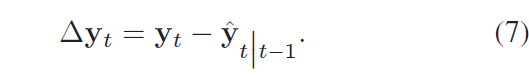 Δy_t = y_t − ŷ_{t|t−1}. (7)